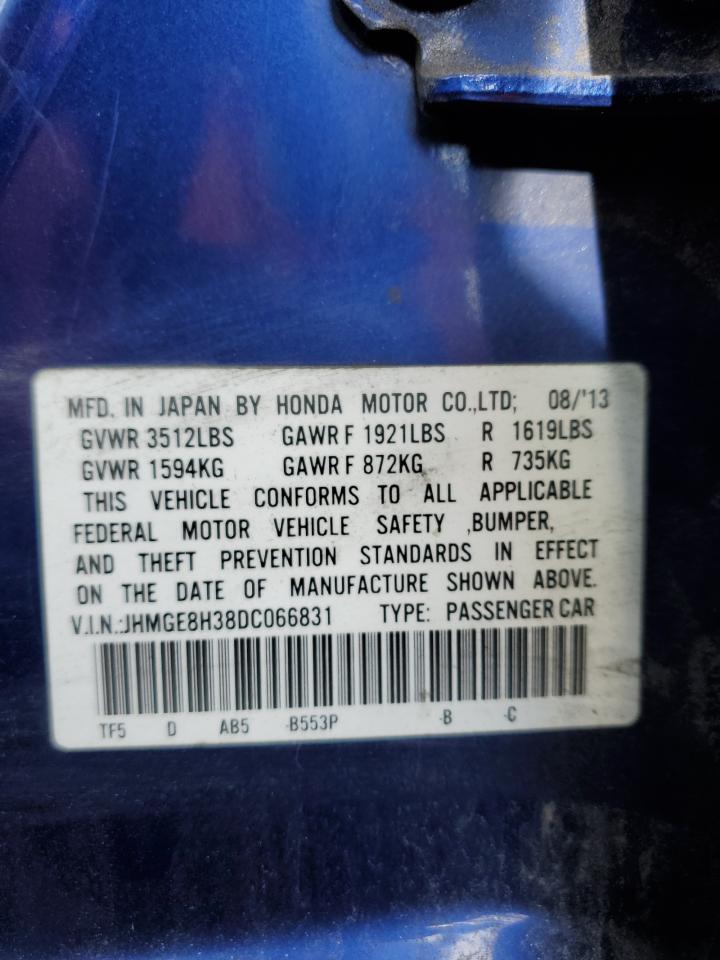 MFD. IN JAPAN BY HONDA MOTOR CO.,LTD; 08/'13
GVWR 3512LBS GAWR F 1921LBS R 1619LBS
GVWR 1594KG GAWR F 872KG R 735KG
THIS VEHICLE CONFORMS TO ALL APPLICABLE
FEDERAL MOTOR VEHICLE SAFETY ,BUMPER,
AND THEFT PREVENTION STANDARDS IN EFFECT
ON THE DATE OF MANUFACTURE SHOWN ABOVE.
V.I.N.:JHMGE8H38DC066831 TYPE: PASSENGER CAR
TF5 D AB5 -B553P -B -C